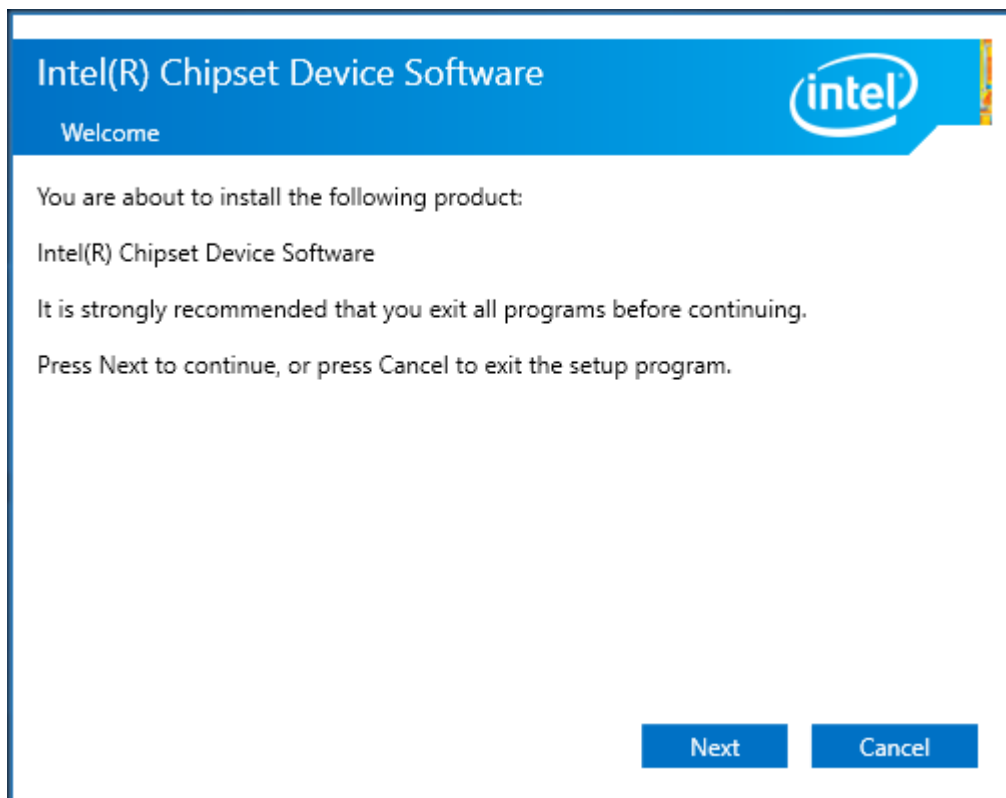 Intel(R) Chipset Device Software
intel
Welcome
You are about to install the following product:
Intel(R) Chipset Device Software
It is strongly recommended that you exit all programs before continuing.
Press Next to continue, or press Cancel to exit the setup program.
Next
Cancel